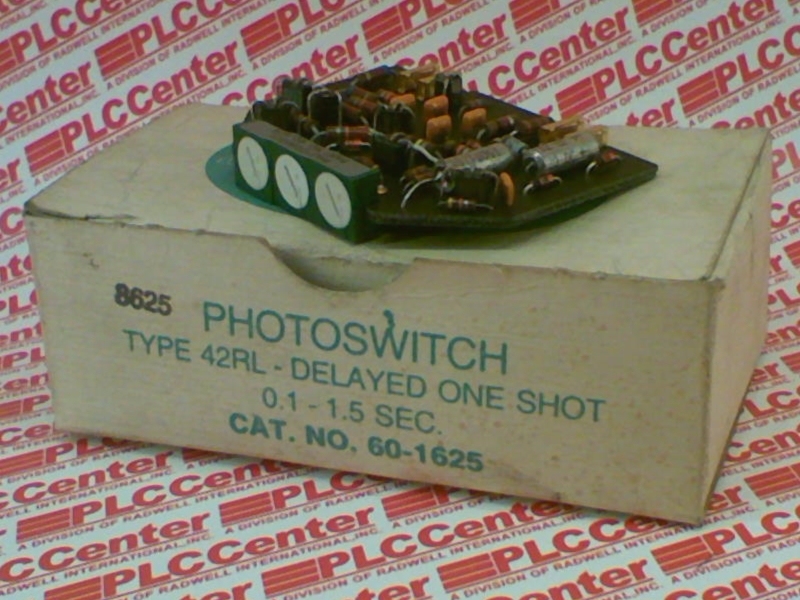 8625 PHOTOSWITCH
TYPE 42RL - DELAYED ONE SHOT
0.1 - 1.5 SEC.
CAT. NO. 60-1625
PLCCenter
A DIVISION OF RADWELL INTERNATIONAL, INC.